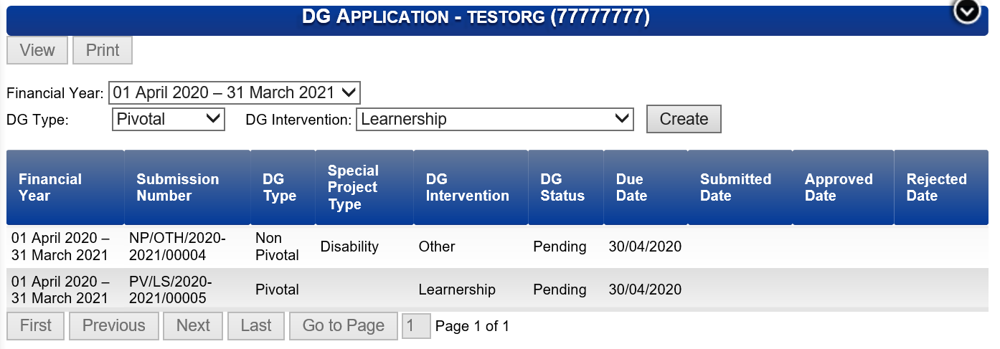 DG APPLICATION - TESTORG (77777777)
View Print
Financial Year: 01 April 2020 – 31 March 2021
DG Type: Pivotal DG Intervention: Learnership Create
Financial Year Submission Number DG Type Special Project Type DG Intervention DG Status Due Date Submitted Date Approved Date Rejected Date
01 April 2020 – 31 March 2021 NP/OTH/2020-2021/00004 Non Pivotal Disability Other Pending 30/04/2020
01 April 2020 – 31 March 2021 PV/LS/2020-2021/00005 Pivotal Learnership Pending 30/04/2020
First Previous Next Last Go to Page 1 Page 1 of 1